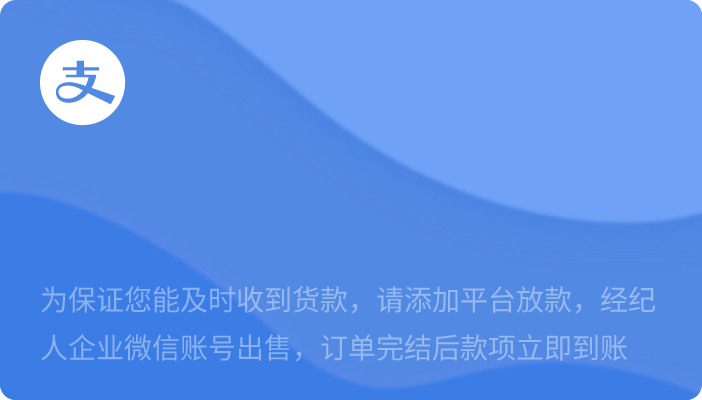 支
为保证您能及时收到货款，请添加平台放款，经纪
人企业微信账号出售，订单完结后款项立即到账